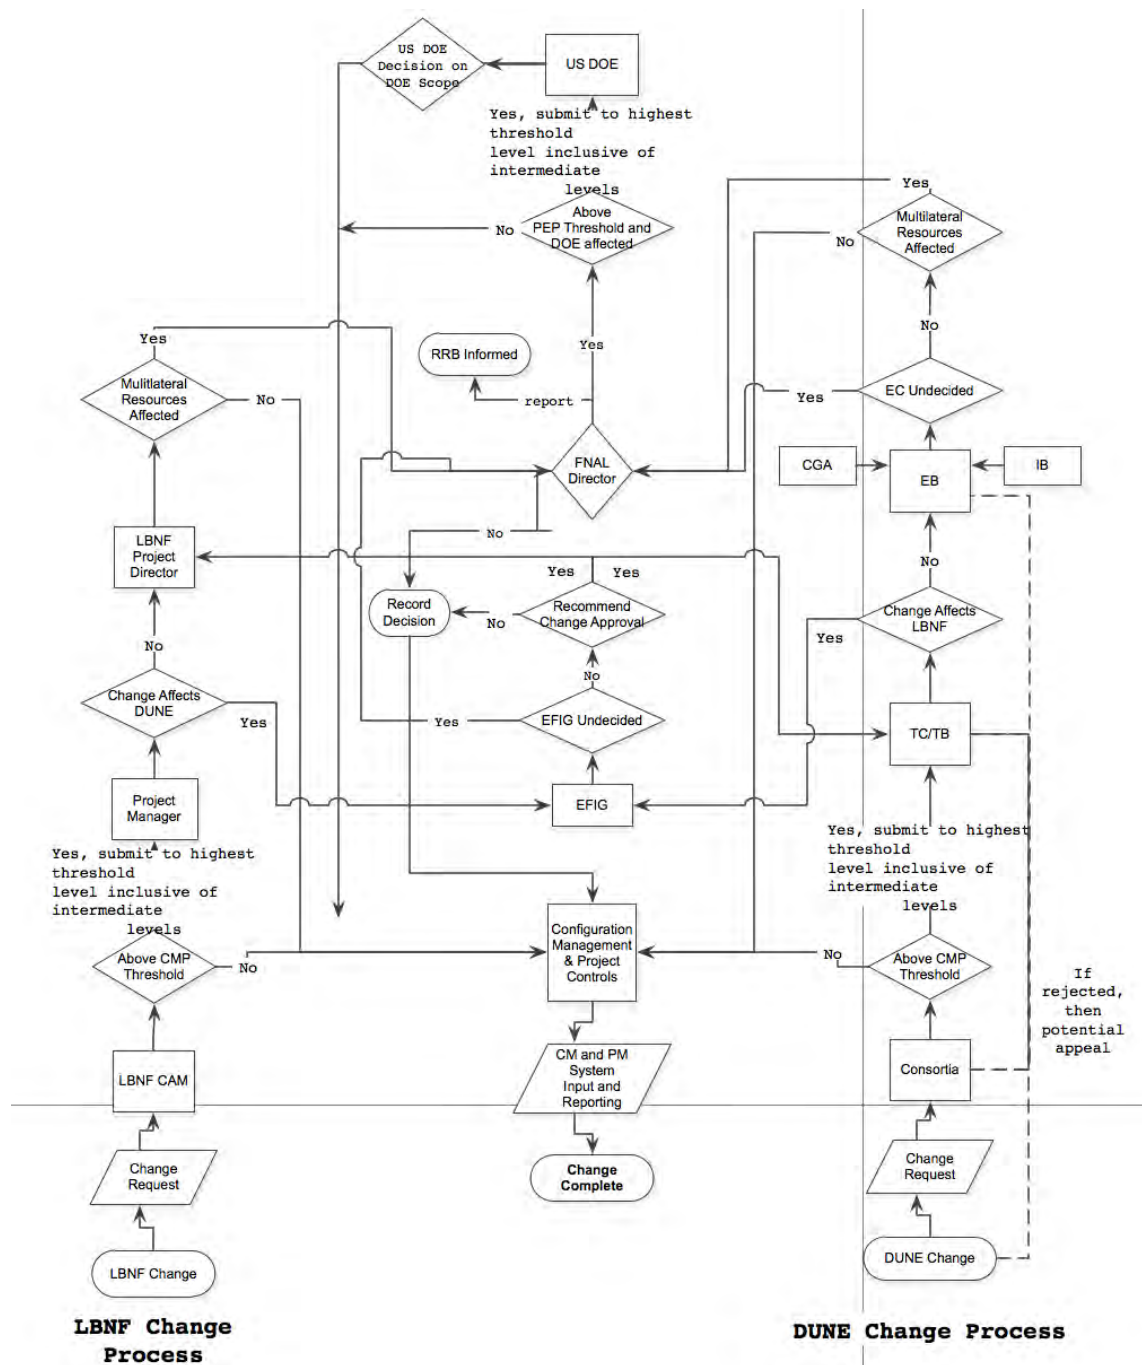 US DOE
Decision on
DOE Scope
US DOE
Yes, submit to highest
threshold
level inclusive of
intermediate
levels
Yes
Above
PEP Threshold and
DOE affected
No
Multilateral
Resources
Affected
No
Yes
RRB Informed
Yes
No
Mulitlateral
Resources
Affected
No
report
Yes
EC Undecided
FNAL
Director
CGA
EB
IB
LBNF
Project
Director
No
Yes
Yes
No
Record
Decision
No
Recommend
Change Approval
Change Affects
LBNF
Yes
No
No
Change Affects
DUNE
Yes
Yes
EFIG Undecided
TC/TB
Project
Manager
EFIG
Yes, submit to highest
threshold
level inclusive of
intermediate
levels
Yes, submit to highest
threshold
level inclusive of
intermediate
levels
Above CMP
Threshold
No
Configuration
Management
& Project
Controls
No
Above CMP
Threshold
If
rejected,
then
potential
appeal
LBNF CAM
CM and PM
System
Input and
Reporting
Consortia
Change
Request
Change
Complete
Change
Request
LBNF Change
DUNE Change
LBNF Change
Process
DUNE Change Process